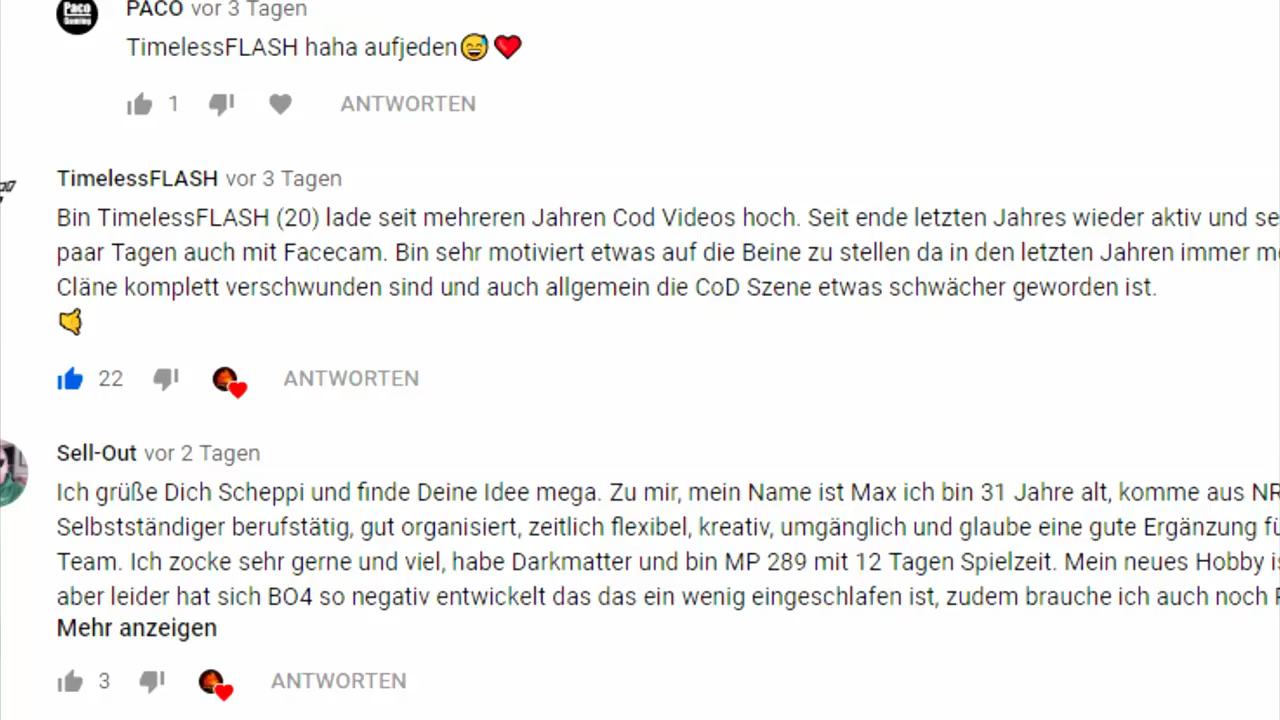 Paco
Gaming
PACO vor 3 Tagen
TimelessFLASH haha aufjeden😅❤️
1 ANTWORTEN
TimelessFLASH vor 3 Tagen
Bin TimelessFLASH (20) lade seit mehreren Jahren Cod Videos hoch. Seit ende letzten Jahres wieder aktiv und
paar Tagen auch mit Facecam. Bin sehr motiviert etwas auf die Beine zu stellen da in den letzten Jahren immer
Cläne komplett verschwunden sind und auch allgemein die CoD Szene etwas schwächer geworden ist.
🤙
22 ANTWORTEN
Sell-Out vor 2 Tagen
Ich grüße Dich Scheppi und finde Deine Idee mega. Zu mir, mein Name ist Max ich bin 31 Jahre alt, komme aus
Selbstständiger berufstätig, gut organisiert, zeitlich flexibel, kreativ, umgänglich und glaube eine gute Ergänzung
Team. Ich zocke sehr gerne und viel, habe Darkmatter und bin MP 289 mit 12 Tagen Spielzeit. Mein neues Hobby
aber leider hat sich BO4 so negativ entwickelt das das ein wenig eingeschlafen ist, zudem brauche ich auch noch
Mehr anzeigen
3 ANTWORTEN